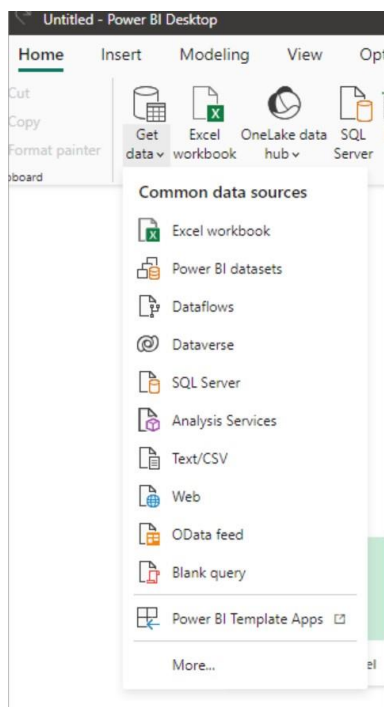 Untitled - Power BI Desktop
Home Insert Modeling View Opt
Cut
Copy
Format painter
oboard
Get data
Excel workbook
OneLake data hub
SQL Server
Common data sources
Excel workbook
Power BI datasets
Dataflows
Dataverse
SQL Server
Analysis Services
Text/CSV
Web
OData feed
Blank query
Power BI Template Apps
More...
el